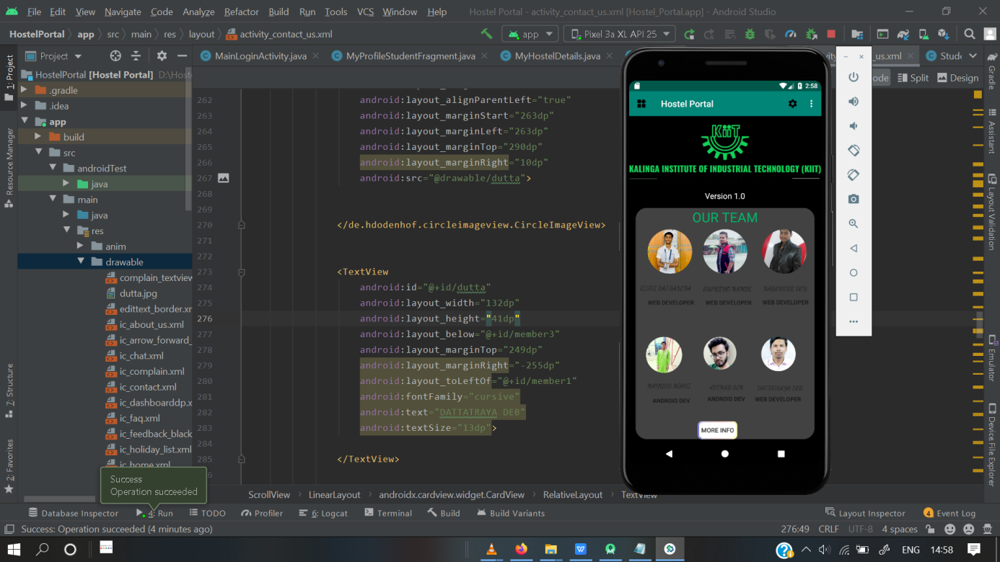 File Edit View Navigate Code Analyze Refactor Build Run Tools VCS Window Help Hostel Portal - activity_contact_us.xml [Hostel_Portal.app] - Android Studio
HostelPortal app src main res layout activity_contact_us.xml app Pixel 3a XL API 25
Project MainLoginActivity.java MyProfileStudentFragment.java MyHostelDetails.java _us.xml
Split Design
1: Project
Resource Manager
7: Structure
2: Favorites
HostelPortal [Hostel Portal]
.gradle
.idea
app
build
src
androidTest
java
main
java
res
anim
drawable
dutta.jpg
ic_about_us.xml
ic_arrow_forward_
ic_chat.xml
ic_complain.xml
ic_contact.xml
ic_faq.xml
ic_feedback_black
ic_holiday_list.xml
ic_home.xml
262 android:layout_alignParentLeft="true"
263 android:layout_marginStart="263dp"
264 android:layout_marginLeft="263dp"
265 android:layout_marginTop="290dp"
266 android:layout_marginRight="10dp"
267 android:src="@drawable/dutta">
268
269
270 </de.hdodenhof.circleimageview.CircleImageView>
271
272
273 <TextView
274 android:id="@+id/dutta"
275 android:layout_width="132dp"
276 android:layout_height="41dp"
277 android:layout_below="@+id/member3"
278 android:layout_marginTop="249dp"
279 android:layout_marginRight="-255dp"
280 android:layout_toLeftOf="@+id/member1"
281 android:fontFamily="cursive"
282 android:text="DATTATRAYA DEB"
283 android:textSize="13dp">
284
285 </TextView>
2:58
Hostel Portal
KiiT
KALINGA INSTITUTE OF INDUSTRIAL TECHNOLOGY (KIIT)
Version 1.0
OUR TEAM
WEB DEVELOPER WEB DEVELOPER WEB DEVELOPER
DATTATRAYA DEB
ANDROID DEV ANDROID DEV WEB DEVELOPER
MORE INFO
Gradle
Assistant
Layout Validation
Emulator
Device File Explorer
Success
Operation succeeded
ScrollView LinearLayout androidx.cardview.widget.CardView RelativeLayout TextView
Database Inspector 4: Run TODO Profiler 6: Logcat Terminal Build Build Variants Layout Inspector 4 Event Log
Success: Operation succeeded (4 minutes ago) 276:49 CRLF UTF-8 4 spaces
ENG 14:58